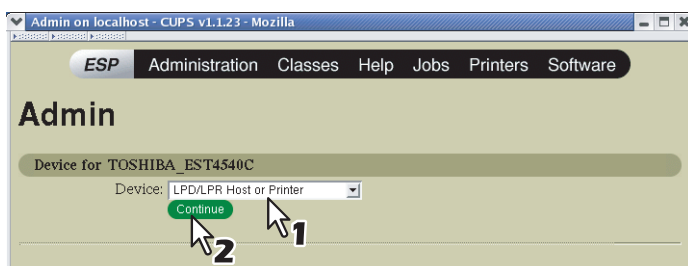 Admin on localhost - CUPS v1.1.23 - Mozilla
ESP Administration Classes Help Jobs Printers Software
Admin
Device for TOSHIBA_EST4540C
Device: LPD/LPR Host or Printer
Continue
1
2